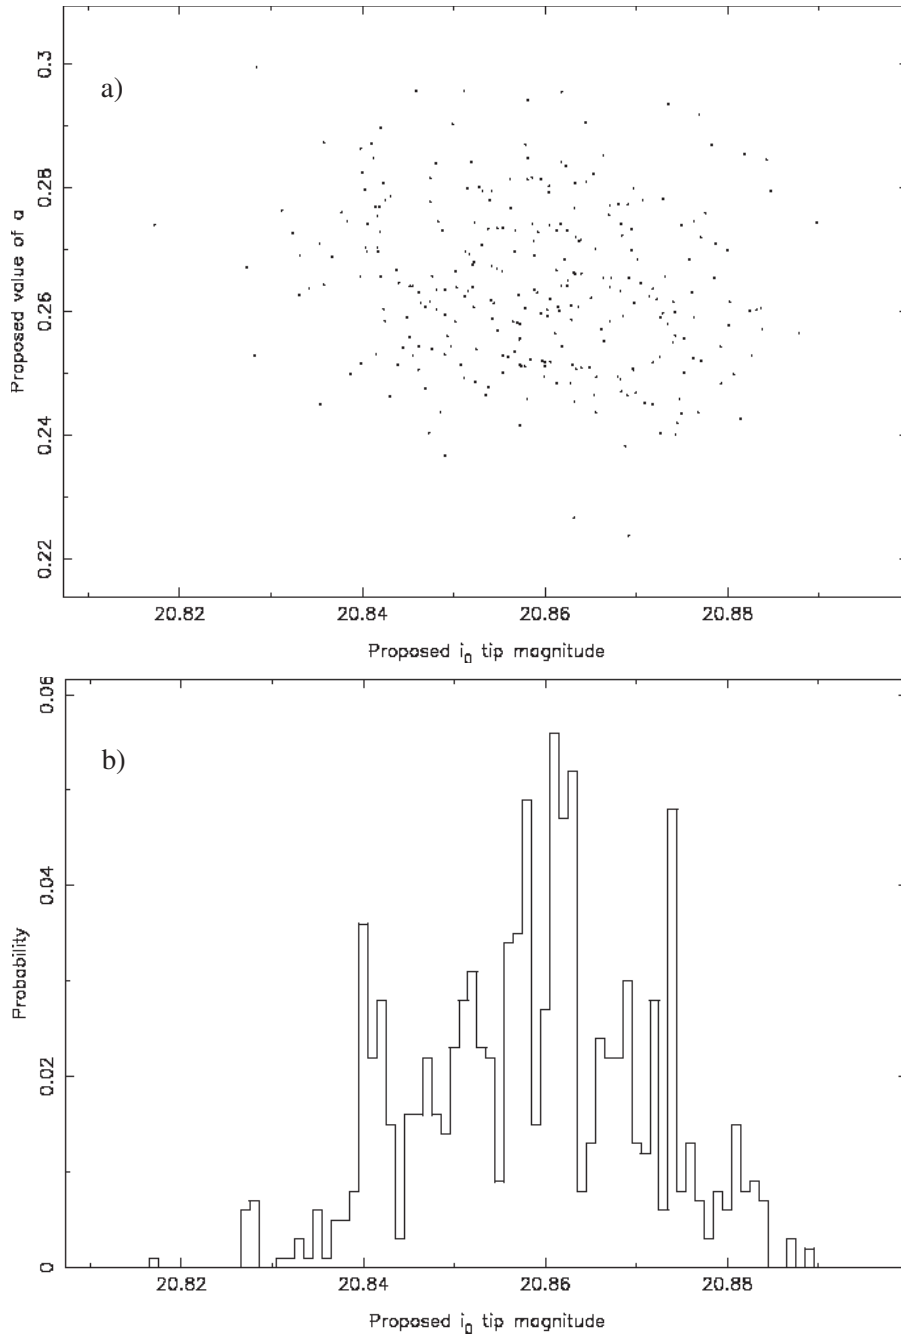 a)
0.3
0.28
0.26
0.24
0.22
Proposed value of a
20.82 20.84 20.86 20.88
Proposed i₀ tip magnitude
b)
0.06
0.04
0.02
0
Probability
20.82 20.84 20.86 20.88
Proposed i₀ tip magnitude